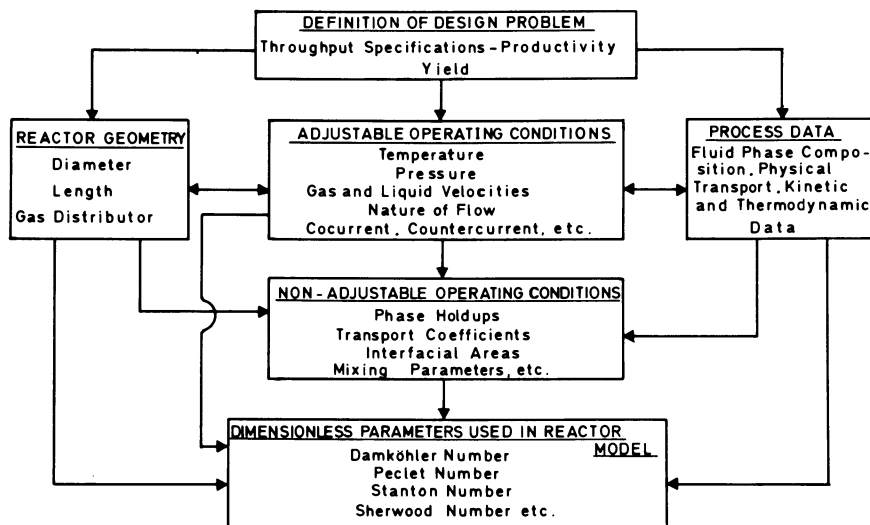 DEFINITION OF DESIGN PROBLEM
Throughput Specifications-Productivity
Yield
REACTOR GEOMETRY
Diameter
Length
Gas Distributor
ADJUSTABLE OPERATING CONDITIONS
Temperature
Pressure
Gas and Liquid Velocities
Nature of Flow
Cocurrent, Countercurrent, etc.
PROCESS DATA
Fluid Phase Compo-
sition, Physical
Transport, Kinetic
and Thermodynamic
Data
NON-ADJUSTABLE OPERATING CONDITIONS
Phase Holdups
Transport Coefficients
Interfacial Areas
Mixing Parameters, etc.
DIMENSIONLESS PARAMETERS USED IN REACTOR
MODEL
Damköhler Number
Peclet Number
Stanton Number
Sherwood Number etc.